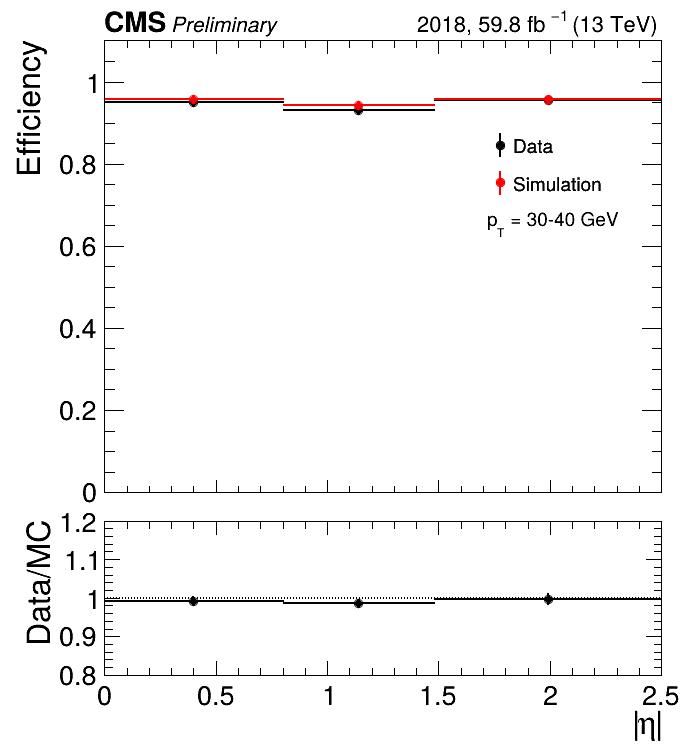 CMS Preliminary 2018, 59.8 fb⁻¹ (13 TeV)
Efficiency
1
0.8
0.6
0.4
0.2
0
Data
Simulation
p_T = 30-40 GeV
Data/MC
1.2
1.1
1
0.9
0.8
0 0.5 1 1.5 2 2.5
|η|